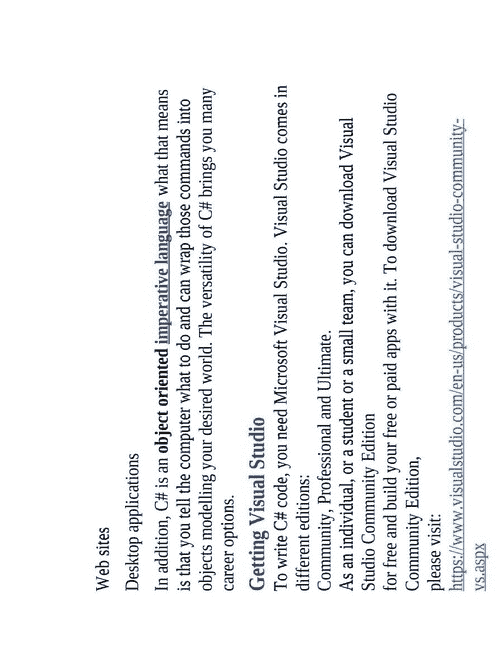 Web sites
Desktop applications
In addition, C# is an object oriented imperative language what that means
is that you tell the computer what to do and can wrap those commands into
objects modelling your desired world. The versatility of C# brings you many
career options.
Getting Visual Studio
To write C# code, you need Microsoft Visual Studio. Visual Studio comes in
different editions:
Community, Professional and Ultimate.
As an individual, or a student or a small team, you can download Visual
Studio Community Edition
for free and build your free or paid apps with it. To download Visual Studio
Community Edition,
please visit:
https://www.visualstudio.com/en-us/products/visual-studio-community-
vs.aspx